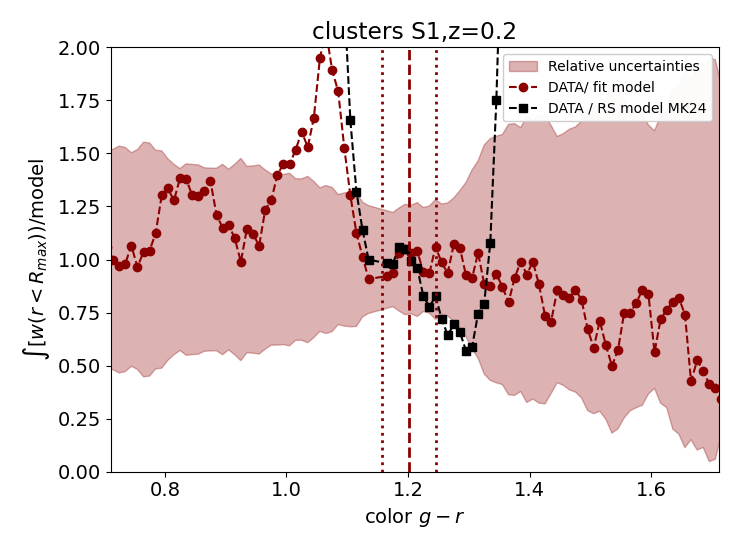 clusters S1,z=0.2
2.00
1.75
1.50
1.25
1.00
0.75
0.50
0.25
0.00
∫[w(r < R_{max}))/model
Relative uncertainties
DATA/ fit model
DATA / RS model MK24
0.8 1.0 1.2 1.4 1.6
color g − r